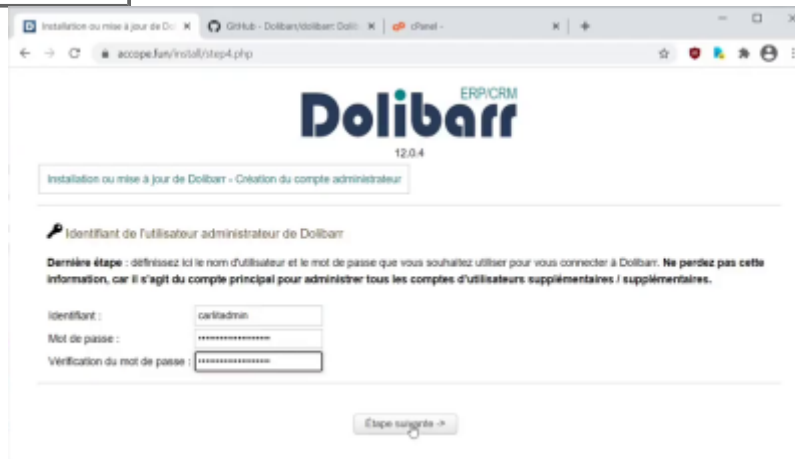 Installation ou mise à jour de Do
GitHub - Dolibarr/dolibarr: Dolib
cPanel -
accope.fun/install/step4.php
Dolibarr
ERP/CRM
12.0.4
Installation ou mise à jour de Dolibarr - Création du compte administrateur
Identifiant de l'utilisateur administrateur de Dolibarr
Dernière étape : définissez ici le nom d'utilisateur et le mot de passe que vous souhaitez utiliser pour vous connecter à Dolibarr. Ne perdez pas cette
information, car il s'agit du compte principal pour administrer tous les comptes d'utilisateurs supplémentaires / supplémentaires.
Identifiant : carlitadmin
Mot de passe : ••••••••••••••••••
Vérification du mot de passe : ••••••••••••••••••
Étape suivante ->